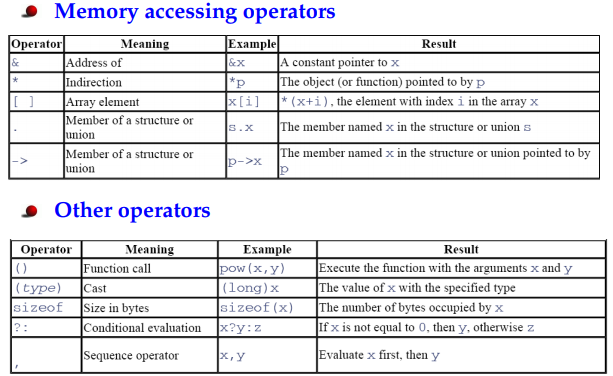 Memory accessing operators
Operator Meaning Example Result
& Address of &x A constant pointer to x
* Indirection *p The object (or function) pointed to by p
[ ] Array element x[i] *(x+i), the element with index i in the array x
. Member of a structure or union s.x The member named x in the structure or union s
-> Member of a structure or union p->x The member named x in the structure or union pointed to by p
Other operators
Operator Meaning Example Result
() Function call pow(x,y) Execute the function with the arguments x and y
(type) Cast (long)x The value of x with the specified type
sizeof Size in bytes sizeof(x) The number of bytes occupied by x
?: Conditional evaluation x?y:z If x is not equal to 0, then y, otherwise z
, Sequence operator x,y Evaluate x first, then y